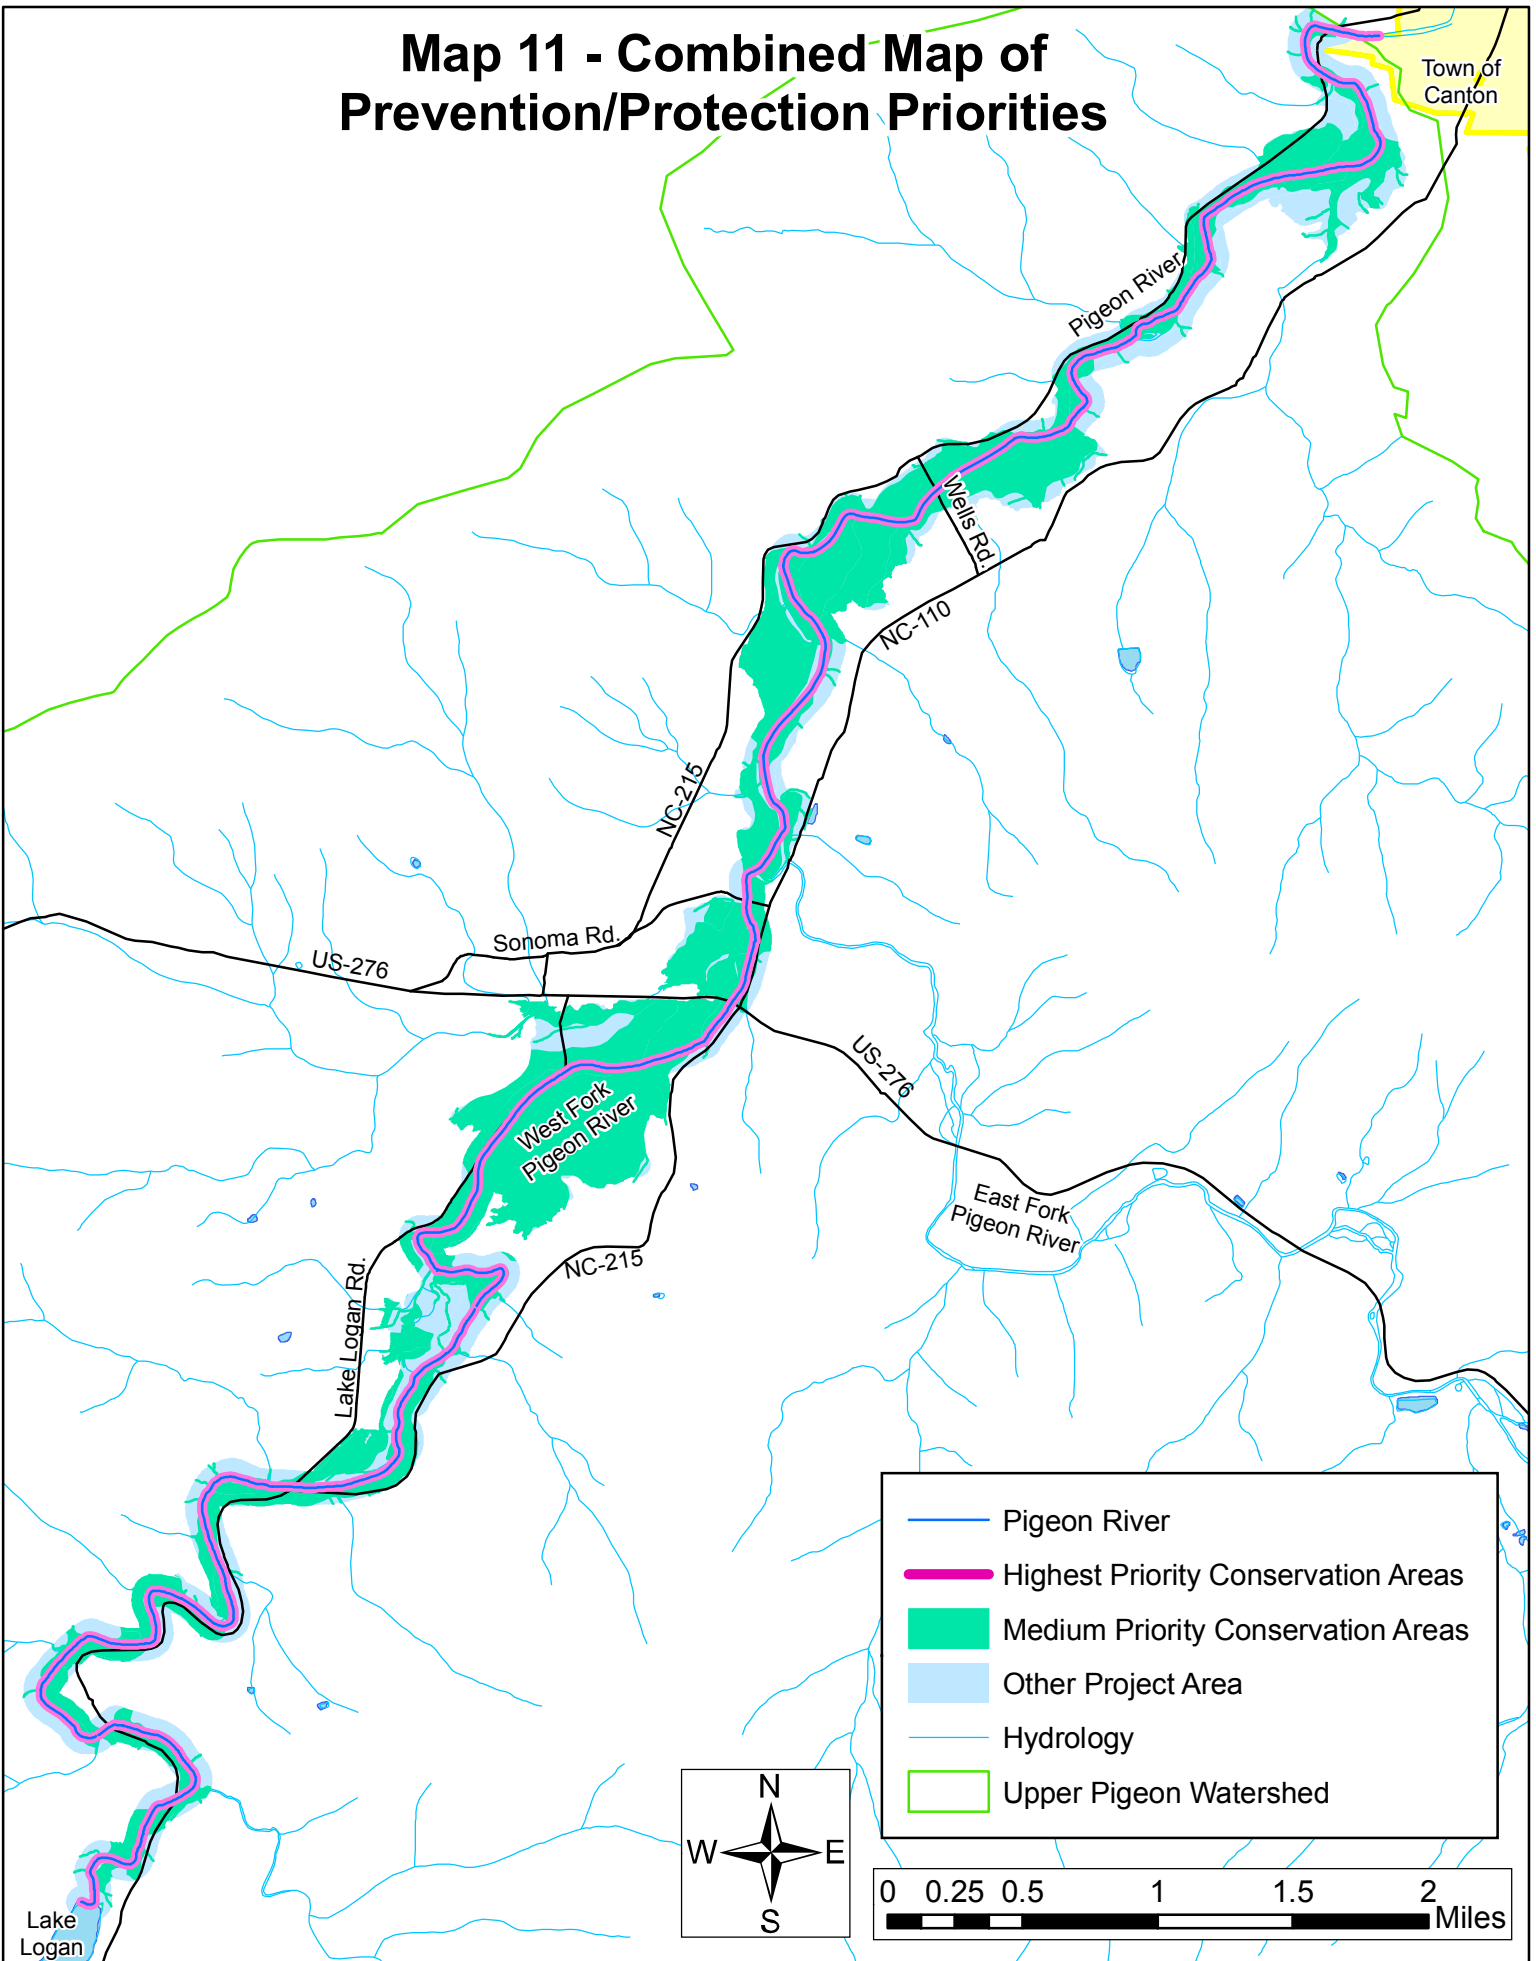 Map 11 - Combined Map of
Prevention/Protection Priorities
Town of
Canton
Pigeon River
Wells Rd.
NC-110
NC-215
Sonoma Rd.
US-276
US-276
West Fork
Pigeon River
East Fork
Pigeon River
NC-215
Lake Logan Rd.
Pigeon River
Highest Priority Conservation Areas
Medium Priority Conservation Areas
Other Project Area
Hydrology
Upper Pigeon Watershed
N
W E
S
0 0.25 0.5 1 1.5 2
Miles
Lake
Logan